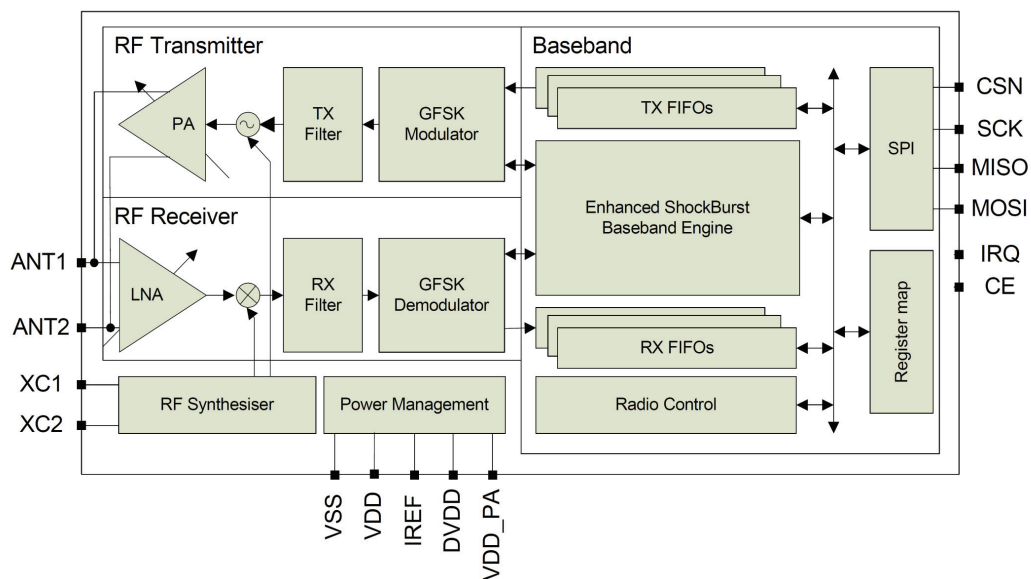 RF Transmitter
Baseband
PA
TX
Filter
GFSK
Modulator
TX FIFOs
SPI
CSN
SCK
MISO
MOSI
Enhanced ShockBurst
Baseband Engine
RF Receiver
ANT1
ANT2
LNA
RX
Filter
GFSK
Demodulator
RX FIFOs
Register map
IRQ
CE
XC1
XC2
RF Synthesiser
Power Management
Radio Control
VSS
VDD
IREF
DVDD
VDD_PA